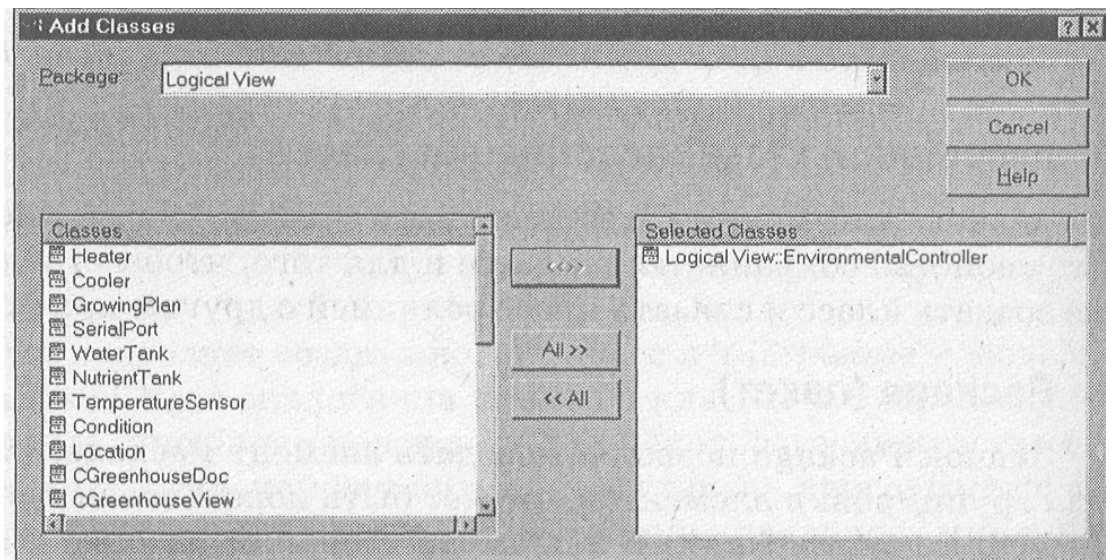 Add Classes
Package: Logical View
OK
Cancel
Help
Classes
Heater
Cooler
GrowingPlan
SerialPort
WaterTank
NutrientTank
TemperatureSensor
Condition
Location
CGreenhouseDoc
CGreenhouseView
<<>>
All >>
<< All
Selected Classes
Logical View::EnvironmentalController